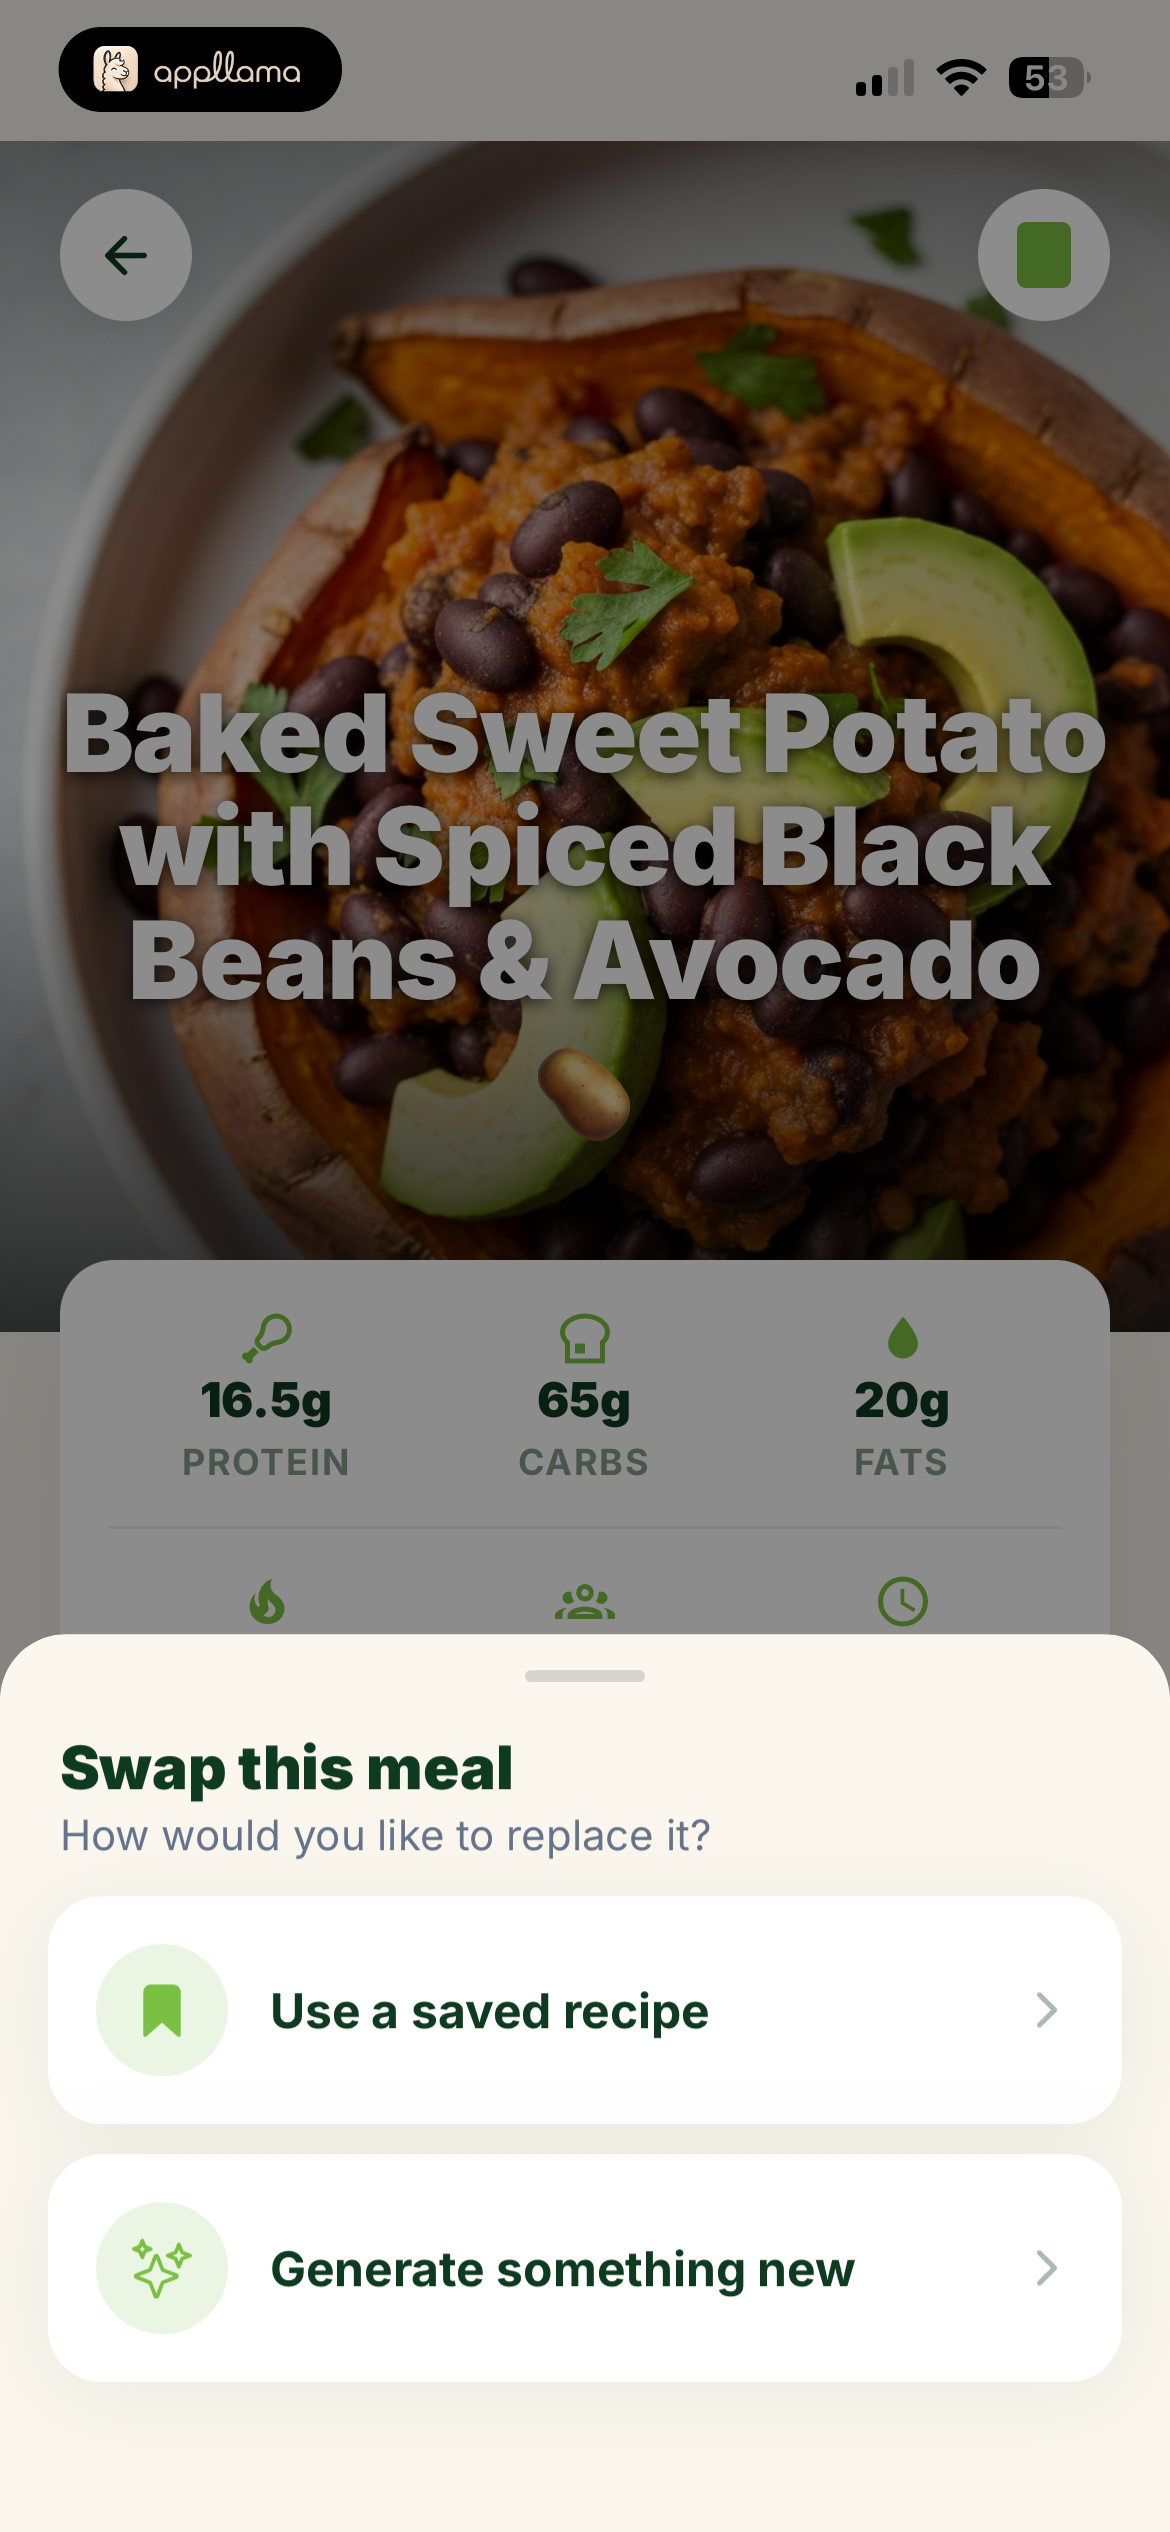 appllama
53
Baked Sweet Potato
with Spiced Black
Beans & Avocado
16.5g
65g
20g
PROTEIN
CARBS
FATS
Swap this meal
How would you like to replace it?
Use a saved recipe
Generate something new